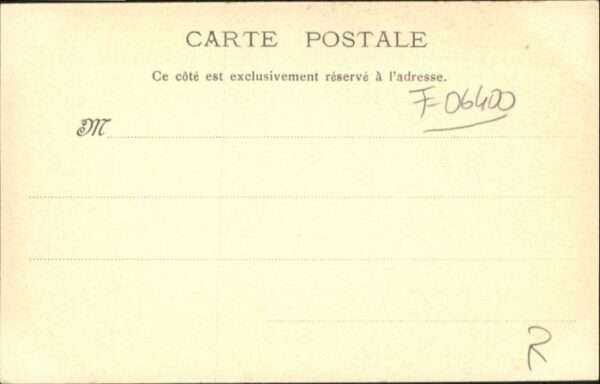 CARTE POSTALE
Ce côté est exclusivement réservé à l'adresse.
F-06400
M
R